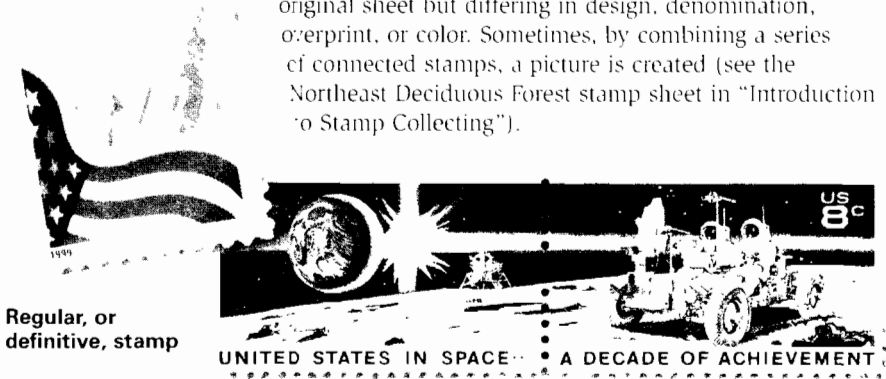 original sheet but differing in design, denomination,
overprint, or color. Sometimes, by combining a series
of connected stamps, a picture is created (see the
Northeast Deciduous Forest stamp sheet in "Introduction
to Stamp Collecting").
1994
US
8c
Regular, or
definitive, stamp
UNITED STATES IN SPACE·· A DECADE OF ACHIEVEMENT